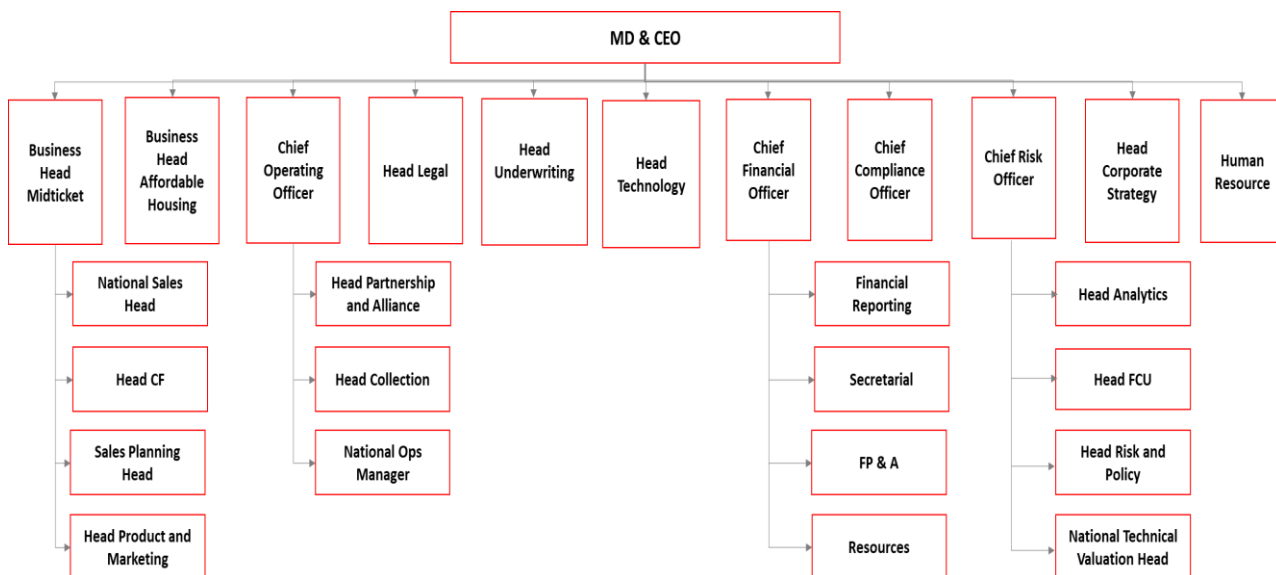 MD & CEO
Business
Head
Midticket
Business
Head
Affordable
Housing
Chief
Operating
Officer
Head Legal
Head
Underwriting
Head
Technology
Chief
Financial
Officer
Chief
Compliance
Officer
Chief Risk
Officer
Head
Corporate
Strategy
Human
Resource
National Sales
Head
Head CF
Sales Planning
Head
Head Product and
Marketing
Head Partnership
and Alliance
Head Collection
National Ops
Manager
Financial
Reporting
Secretarial
FP & A
Resources
Head Analytics
Head FCU
Head Risk and
Policy
National Technical
Valuation Head